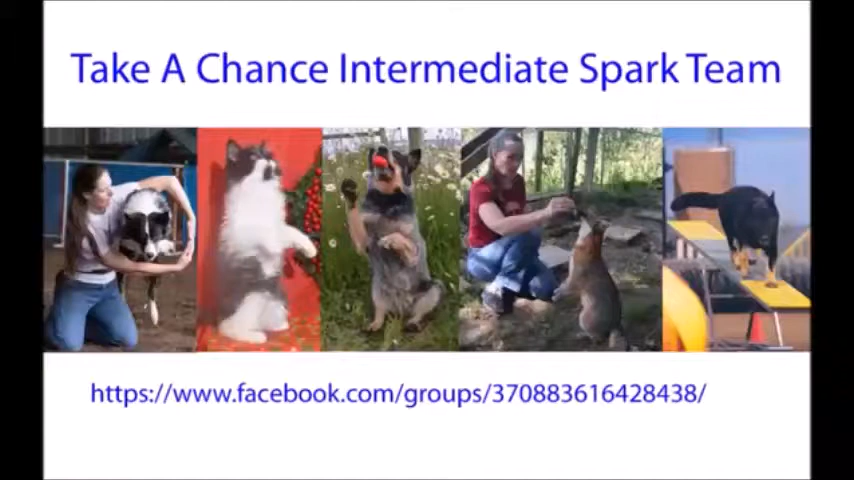 Take A Chance Intermediate Spark Team
https://www.facebook.com/groups/370883616428438/